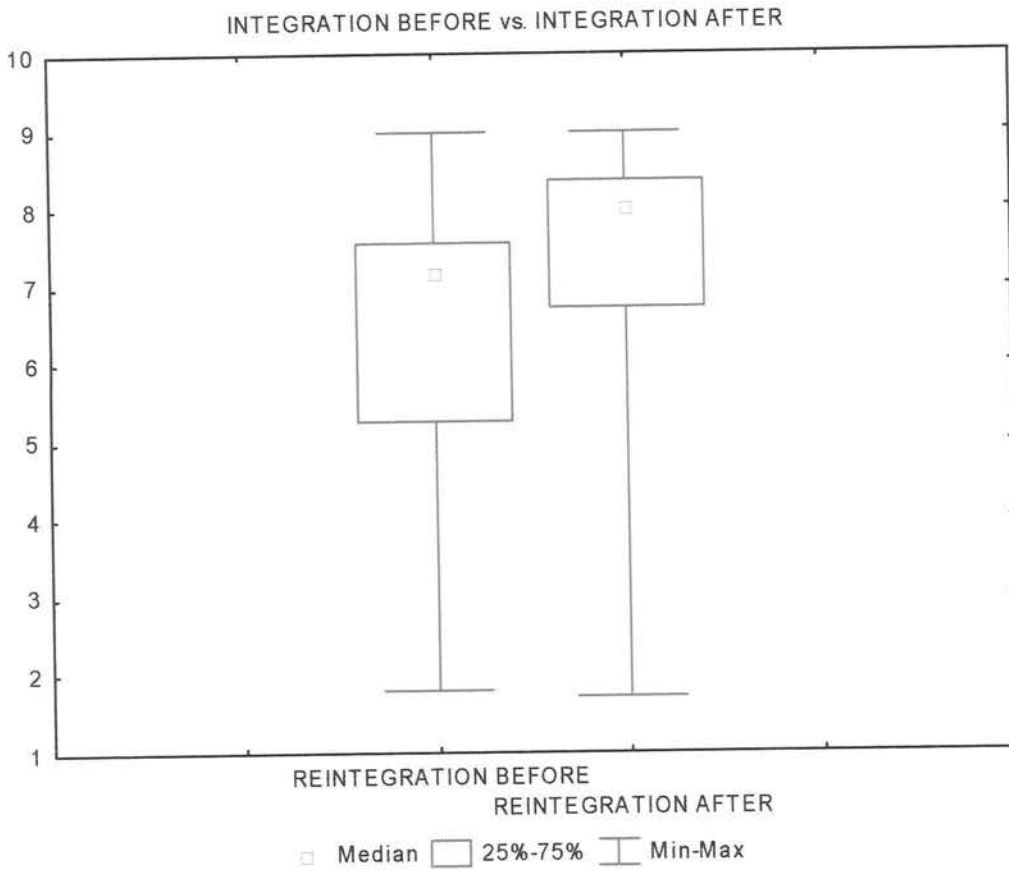 INTEGRATION BEFORE vs. INTEGRATION AFTER
10
9
8
7
6
5
4
3
2
1
REINTEGRATION BEFORE
REINTEGRATION AFTER
Median 25%-75% Min-Max